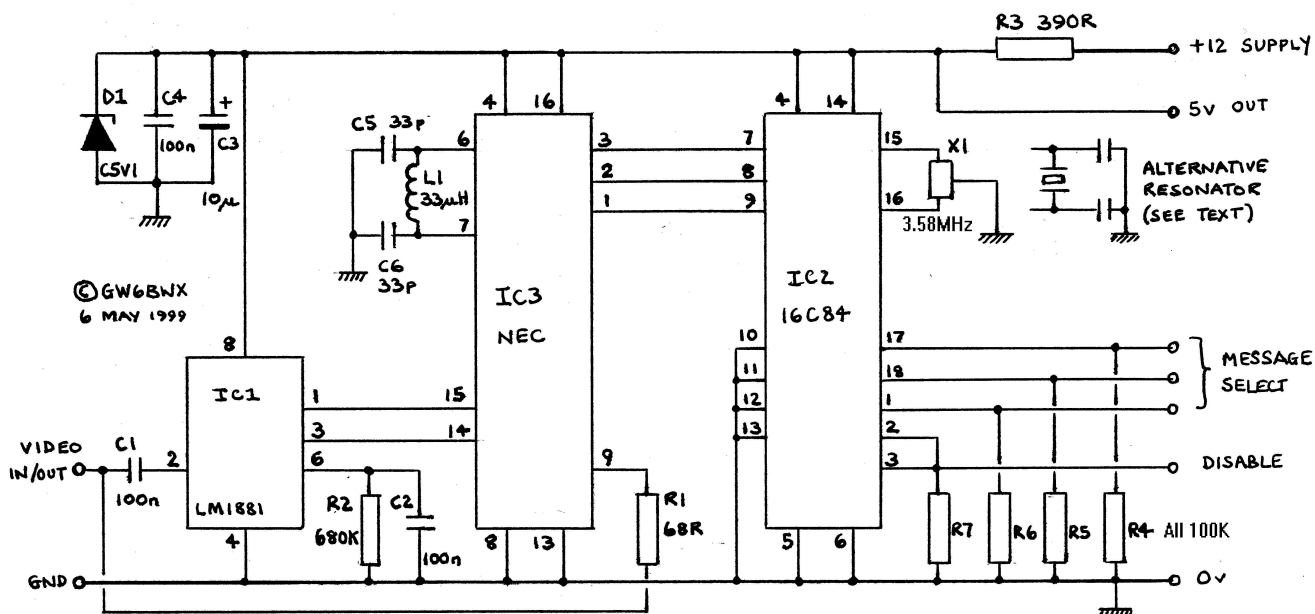 R3 390R
+12 SUPPLY
D1
C4
+
C3
100n
C5V1
10µ
4
16
4
14
5V OUT
C5 33p
6
3
7
15
X1
L1
33µH
2
8
1
9
16
3.58MHz
ALTERNATIVE
RESONATOR
(SEE TEXT)
7
C6
33p
© GW6BWX
6 MAY 1999
IC3
NEC
IC2
16C84
8
10
17
11
18
12
1
13
2
3
MESSAGE
SELECT
IC1
1
15
3
14
VIDEO
IN/OUT
C1
100n
2
6
9
DISABLE
LM1881
R2
680K
C2
100n
R1
68R
R7
R6
R5
R4
All 100K
4
8
13
5
6
GND
0v